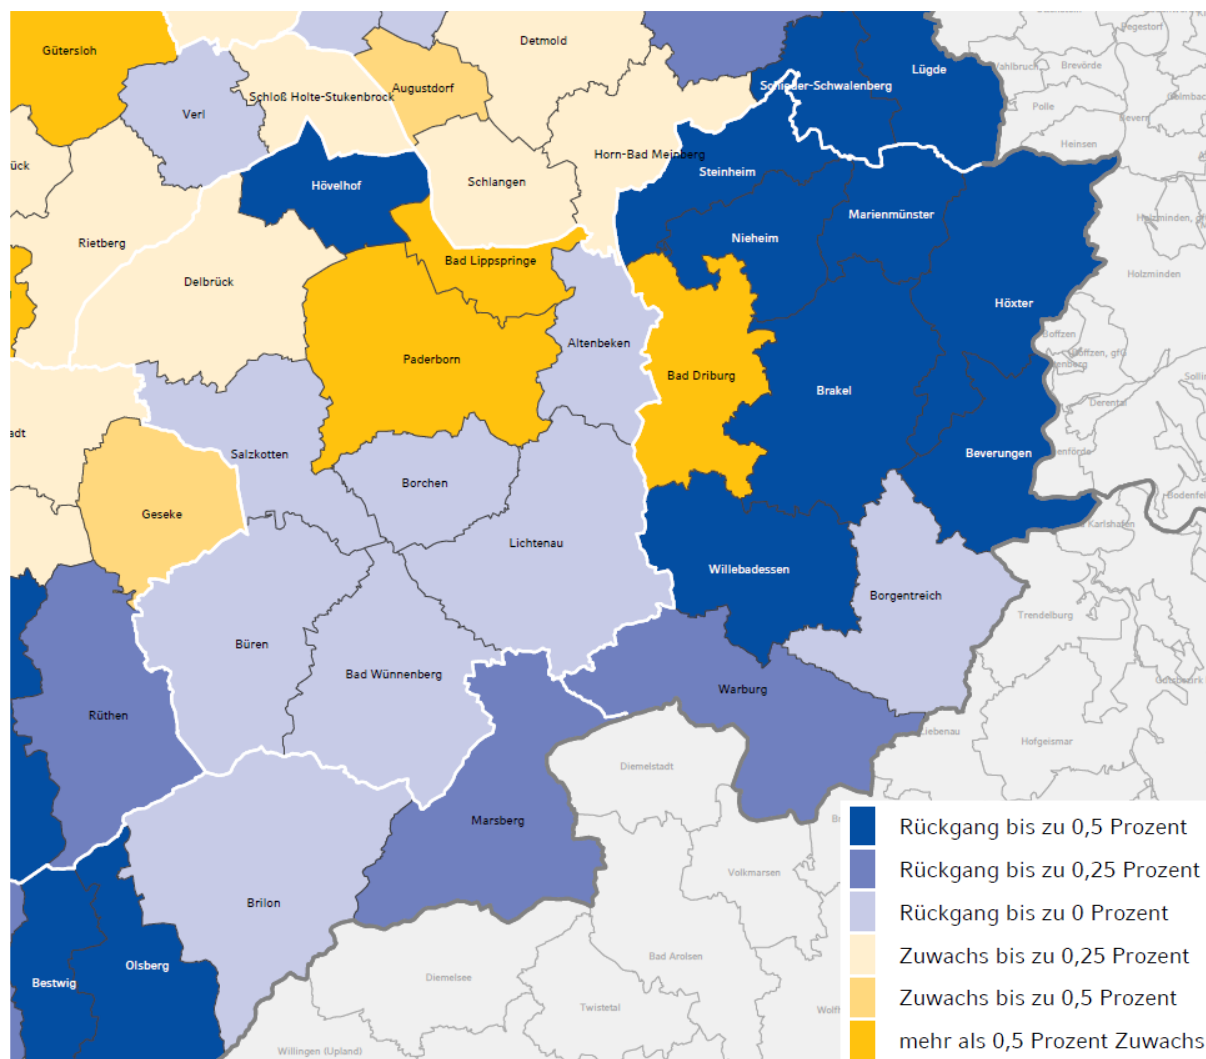 Gütersloh
Detmold
Lügde
Pegestorf
Brevörde
Schieder-Schwalenberg
Augustdorf
Schloß Holte-Stukenbrock
Verl
Polle
Heinsen
Horn-Bad Meinberg
Steinheim
Schlangen
Hövelhof
Marienmünster
Nieheim
Rietberg
Bad Lippspringe
Holzminden
Delbrück
Höxter
Altenbeken
Boffzen
Paderborn
Bad Driburg
Brakel
Derental
Salzkotten
Borchen
Beverungen
Geseke
Lichtenau
Willebadessen
Karlshafen
Borgentreich
Trendelburg
Büren
Bad Wünnenberg
Warburg
Rüthen
Liebenau
Hofgeismar
Diemelstadt
Marsberg
Volkmarsen
Brilon
Bad Arolsen
Olsberg
Bestwig
Diemelsee
Twistetal
Willingen (Upland)
Rückgang bis zu 0,5 Prozent
Rückgang bis zu 0,25 Prozent
Rückgang bis zu 0 Prozent
Zuwachs bis zu 0,25 Prozent
Zuwachs bis zu 0,5 Prozent
mehr als 0,5 Prozent Zuwachs